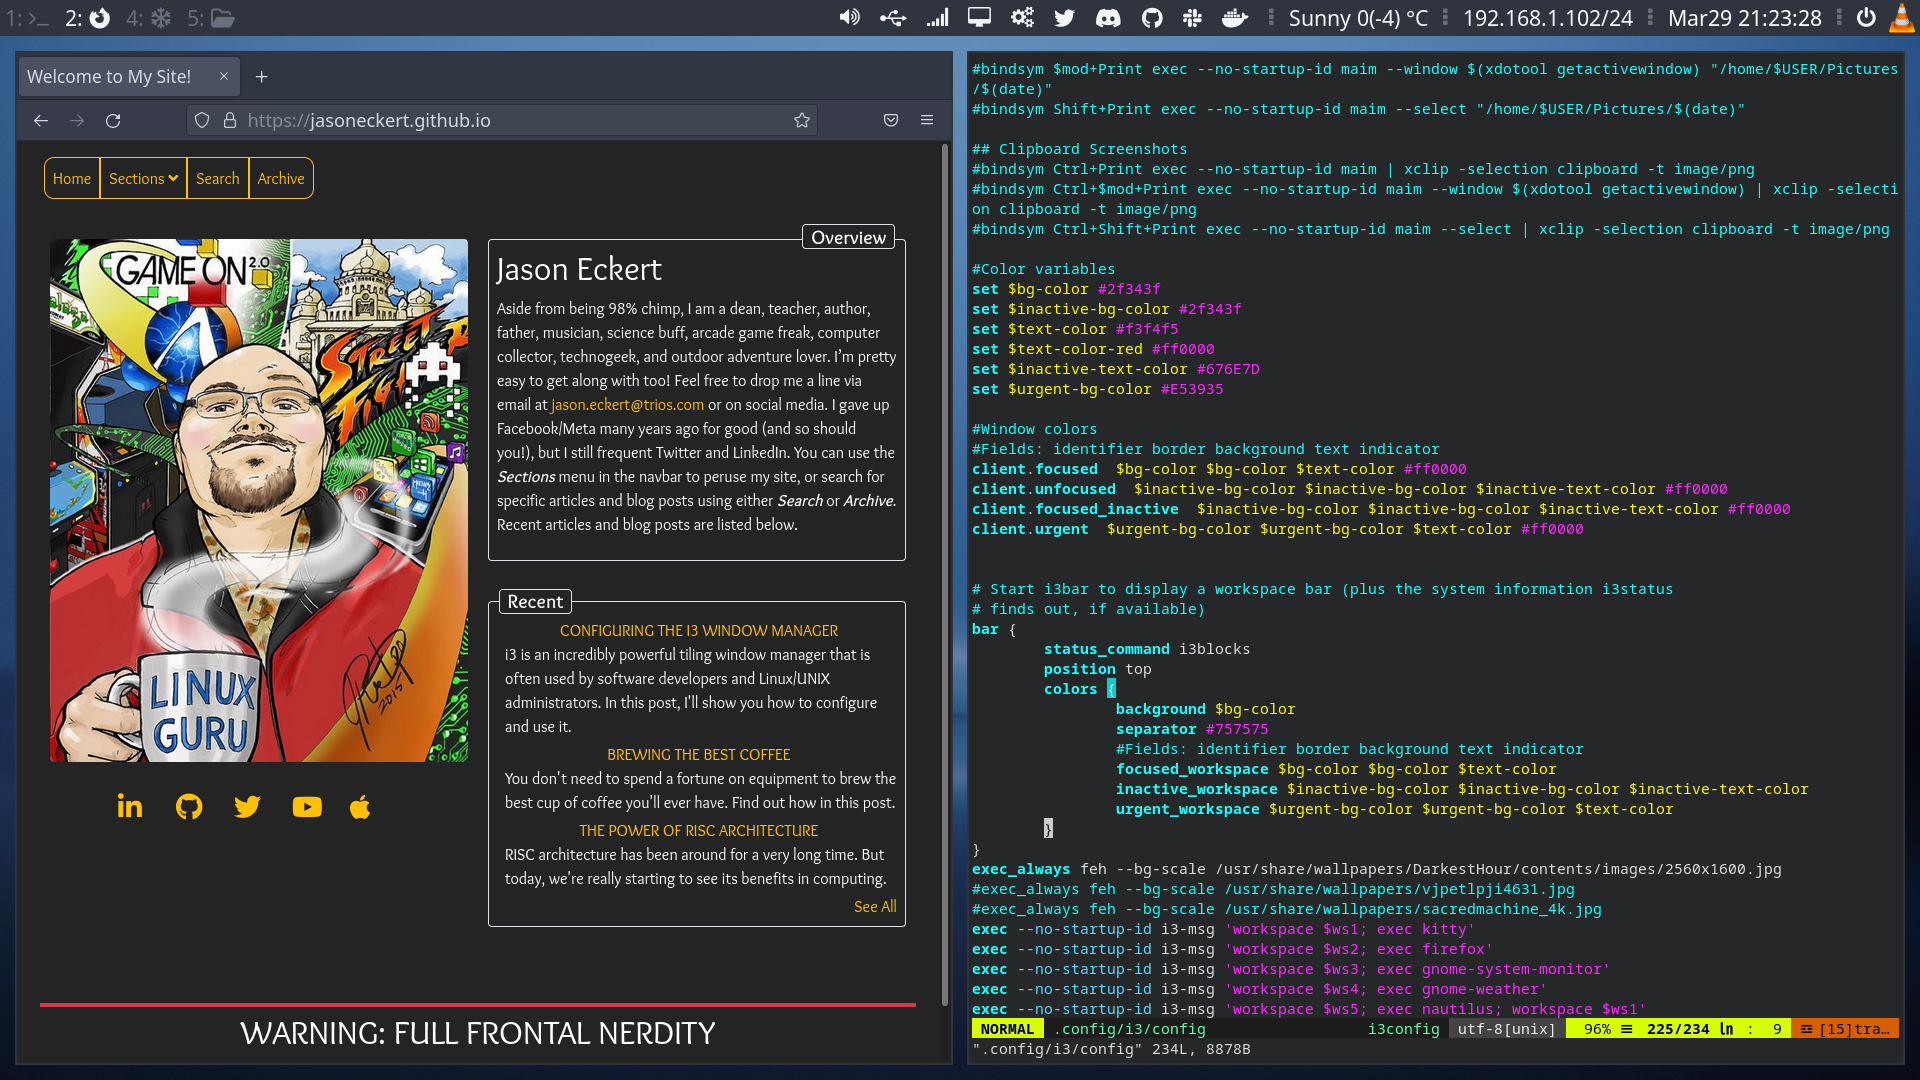 1: 2: 4: 5: Sunny 0(-4) °C 192.168.1.102/24 Mar29 21:23:28
Welcome to My Site!
https://jasoneckert.github.io
Home Sections Search Archive
GAME ON 2.0
STREET
LINUX
GURU
2015
Overview
Jason Eckert
Aside from being 98% chimp, I am a dean, teacher, author,
father, musician, science buff, arcade game freak, computer
collector, technogeek, and outdoor adventure lover. I'm pretty
easy to get along with too! Feel free to drop me a line via
email at jason.eckert@trios.com or on social media. I gave up
Facebook/Meta many years ago for good (and so should
you!), but I still frequent Twitter and LinkedIn. You can use the
Sections menu in the navbar to peruse my site, or search for
specific articles and blog posts using either Search or Archive.
Recent articles and blog posts are listed below.
Recent
CONFIGURING THE I3 WINDOW MANAGER
i3 is an incredibly powerful tiling window manager that is
often used by software developers and Linux/UNIX
administrators. In this post, I'll show you how to configure
and use it.
BREWING THE BEST COFFEE
You don't need to spend a fortune on equipment to brew the
best cup of coffee you'll ever have. Find out how in this post.
THE POWER OF RISC ARCHITECTURE
RISC architecture has been around for a very long time. But
today, we're really starting to see its benefits in computing.
See All
WARNING: FULL FRONTAL NERDITY
#bindsym $mod+Print exec --no-startup-id maim --window $(xdotool getactivewindow) "/home/$USER/Pictures
/$(date)"
#bindsym Shift+Print exec --no-startup-id maim --select "/home/$USER/Pictures/$(date)"
## Clipboard Screenshots
#bindsym Ctrl+Print exec --no-startup-id maim | xclip -selection clipboard -t image/png
#bindsym Ctrl+$mod+Print exec --no-startup-id maim --window $(xdotool getactivewindow) | xclip -selecti
on clipboard -t image/png
#bindsym Ctrl+Shift+Print exec --no-startup-id maim --select | xclip -selection clipboard -t image/png
#Color variables
set $bg-color #2f343f
set $inactive-bg-color #2f343f
set $text-color #f3f4f5
set $text-color-red #ff0000
set $inactive-text-color #676E7D
set $urgent-bg-color #E53935
#Window colors
#Fields: identifier border background text indicator
client.focused $bg-color $bg-color $text-color #ff0000
client.unfocused $inactive-bg-color $inactive-bg-color $inactive-text-color #ff0000
client.focused_inactive $inactive-bg-color $inactive-bg-color $inactive-text-color #ff0000
client.urgent $urgent-bg-color $urgent-bg-color $text-color #ff0000
# Start i3bar to display a workspace bar (plus the system information i3status
# finds out, if available)
bar {
status_command i3blocks
position top
colors {
background $bg-color
separator #757575
#Fields: identifier border background text indicator
focused_workspace $bg-color $bg-color $text-color
inactive_workspace $inactive-bg-color $inactive-bg-color $inactive-text-color
urgent_workspace $urgent-bg-color $urgent-bg-color $text-color
}
}
exec_always feh --bg-scale /usr/share/wallpapers/DarkestHour/contents/images/2560x1600.jpg
#exec_always feh --bg-scale /usr/share/wallpapers/vjpetlpji4631.jpg
#exec_always feh --bg-scale /usr/share/wallpapers/sacredmachine_4k.jpg
exec --no-startup-id i3-msg 'workspace $ws1; exec kitty'
exec --no-startup-id i3-msg 'workspace $ws2; exec firefox'
exec --no-startup-id i3-msg 'workspace $ws3; exec gnome-system-monitor'
exec --no-startup-id i3-msg 'workspace $ws4; exec gnome-weather'
exec --no-startup-id i3-msg 'workspace $ws5; exec nautilus; workspace $ws1'
NORMAL .config/i3/config i3config utf-8[unix] 96% ≡ 225/234 ln : 9 [15]tra…
".config/i3/config" 234L, 8878B